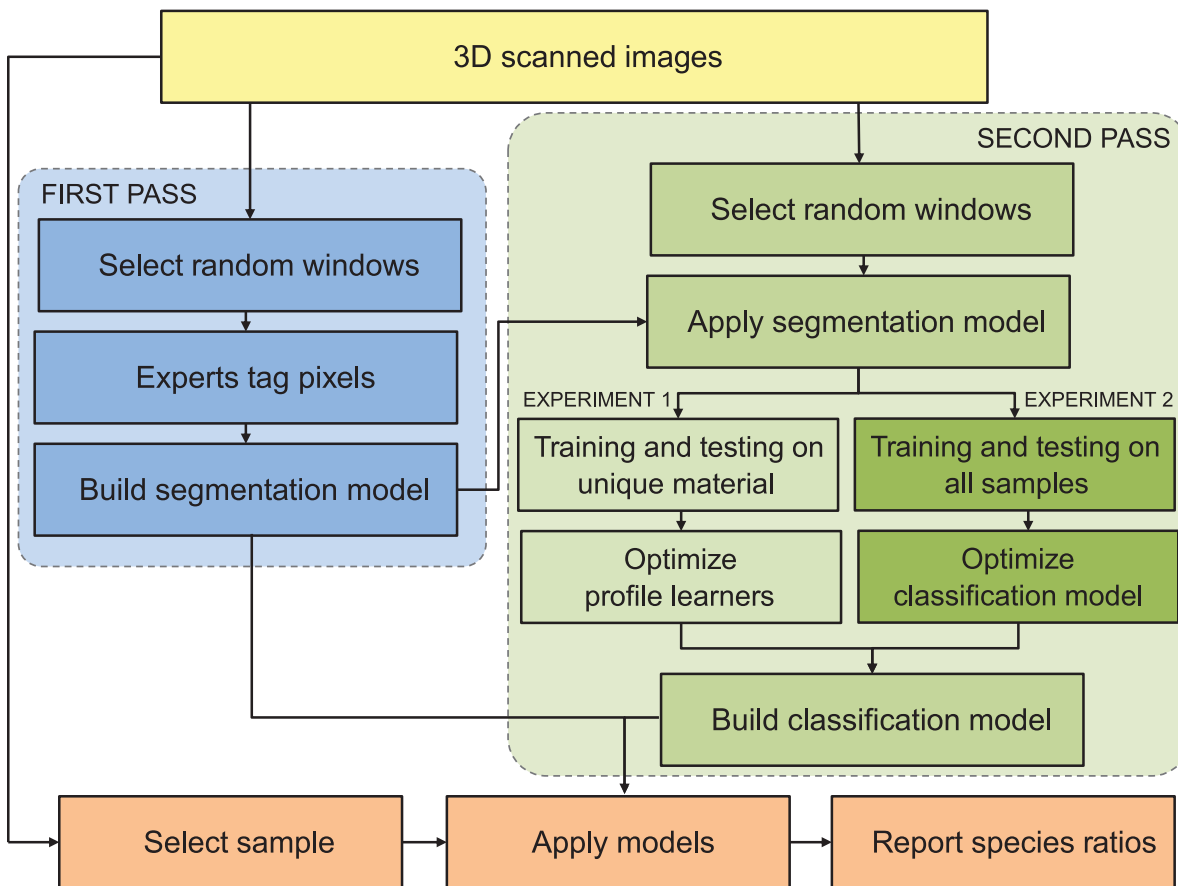 3D scanned images
FIRST PASS
Select random windows
Experts tag pixels
Build segmentation model
SECOND PASS
Select random windows
Apply segmentation model
EXPERIMENT 1
Training and testing on
unique material
Optimize
profile learners
EXPERIMENT 2
Training and testing on
all samples
Optimize
classification model
Build classification model
Select sample
Apply models
Report species ratios